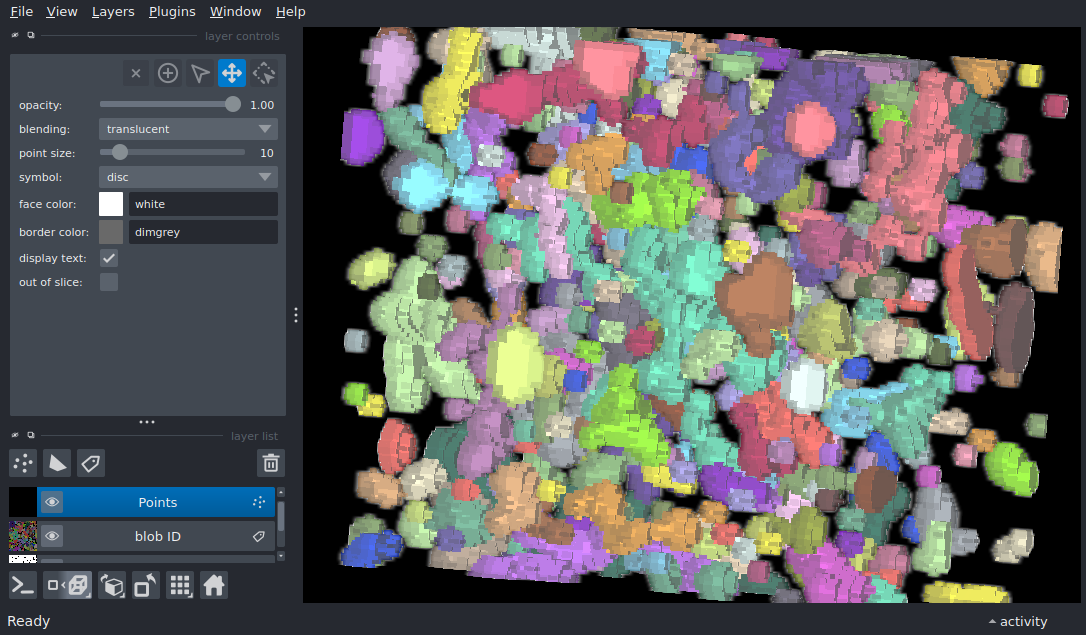 File View Layers Plugins Window Help
layer controls
opacity: 1.00
blending: translucent
point size: 10
symbol: disc
face color: white
border color: dimgrey
display text:
out of slice:
layer list
Points
blob ID
Ready
activity